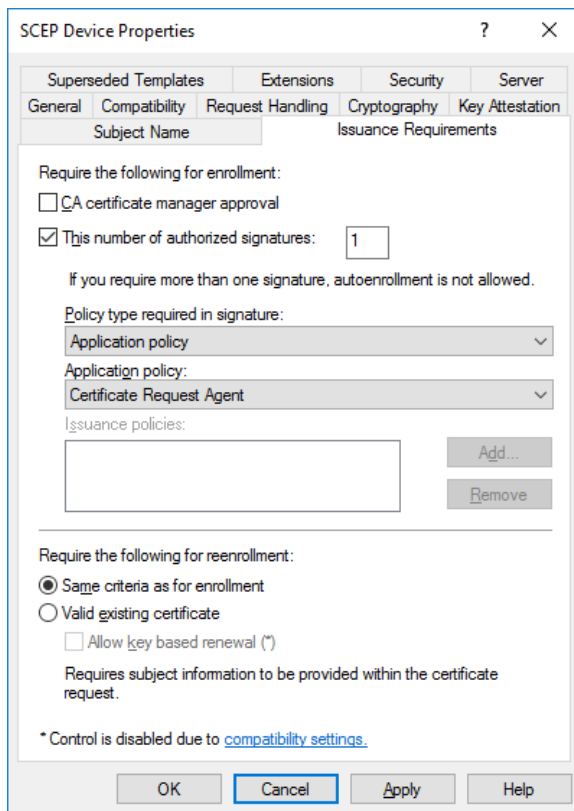 SCEP Device Properties
?
Superseded Templates Extensions Security Server
General Compatibility Request Handling Cryptography Key Attestation
Subject Name Issuance Requirements
Require the following for enrollment:
CA certificate manager approval
This number of authorized signatures: 1
If you require more than one signature, autoenrollment is not allowed.
Policy type required in signature:
Application policy
Application policy:
Certificate Request Agent
Issuance policies:
Add...
Remove
Require the following for reenrollment:
Same criteria as for enrollment
Valid existing certificate
Allow key based renewal (*)
Requires subject information to be provided within the certificate
request.
* Control is disabled due to compatibility settings.
OK Cancel Apply Help